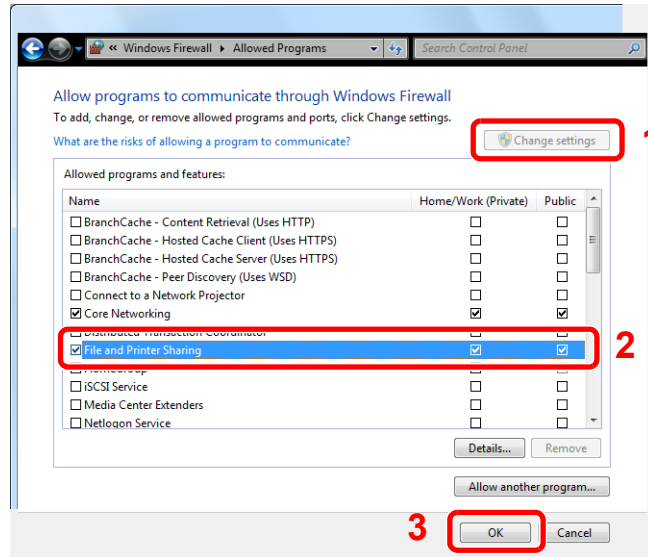 « Windows Firewall ▸ Allowed Programs
Search Control Panel
Allow programs to communicate through Windows Firewall
To add, change, or remove allowed programs and ports, click Change settings.
What are the risks of allowing a program to communicate?
Change settings
Allowed programs and features:
Name Home/Work (Private) Public
BranchCache - Content Retrieval (Uses HTTP)
BranchCache - Hosted Cache Client (Uses HTTPS)
BranchCache - Hosted Cache Server (Uses HTTPS)
BranchCache - Peer Discovery (Uses WSD)
Connect to a Network Projector
Core Networking
Distributed Transaction Coordinator
File and Printer Sharing
2
HomeGroup
iSCSI Service
Media Center Extenders
Netlogon Service
Details... Remove
Allow another program...
3 OK Cancel